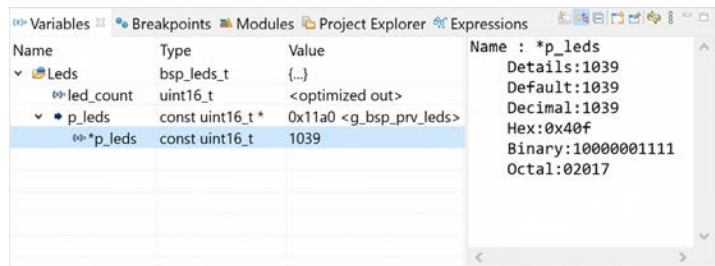 Variables Breakpoints Modules Project Explorer Expressions
Name Type Value
Leds bsp_leds_t {...}
led_count uint16_t <optimized out>
p_leds const uint16_t * 0x11a0 <g_bsp_prv_leds>
*p_leds const uint16_t 1039
Name : *p_leds
Details:1039
Default:1039
Decimal:1039
Hex:0x40f
Binary:10000001111
Octal:02017